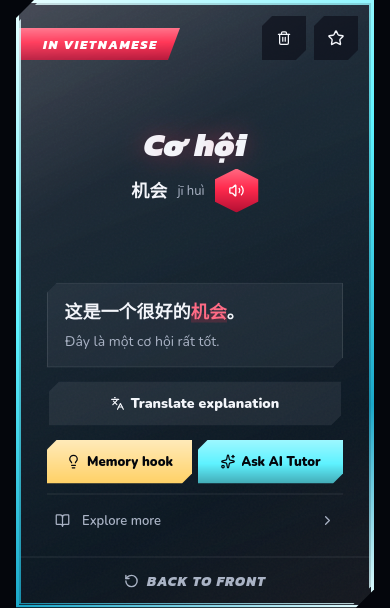 IN VIETNAMESE
Cơ hội
机会 jī huì
这是一个很好的机会。
Đây là một cơ hội rất tốt.
Translate explanation
Memory hook
Ask AI Tutor
Explore more
BACK TO FRONT